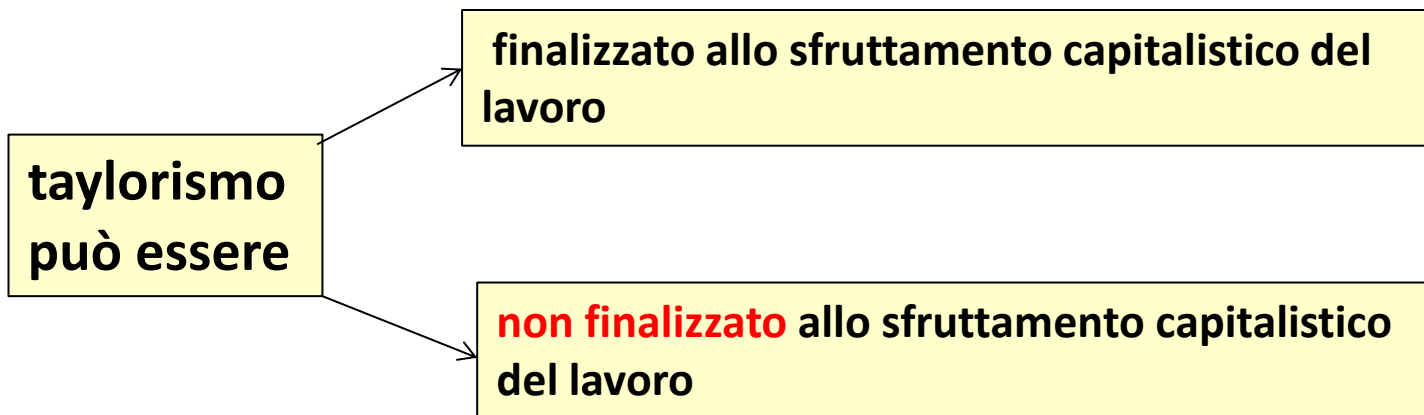 finalizzato allo sfruttamento capitalistico del
lavoro
taylorismo
può essere
non finalizzato allo sfruttamento capitalistico
del lavoro